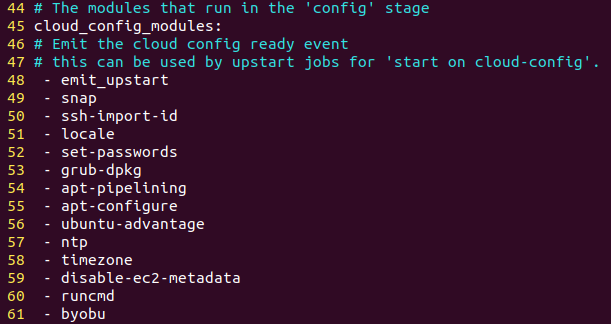 44 # The modules that run in the 'config' stage
45 cloud_config_modules:
46 # Emit the cloud config ready event
47 # this can be used by upstart jobs for 'start on cloud-config'.
48  - emit_upstart
49  - snap
50  - ssh-import-id
51  - locale
52  - set-passwords
53  - grub-dpkg
54  - apt-pipelining
55  - apt-configure
56  - ubuntu-advantage
57  - ntp
58  - timezone
59  - disable-ec2-metadata
60  - runcmd
61  - byobu